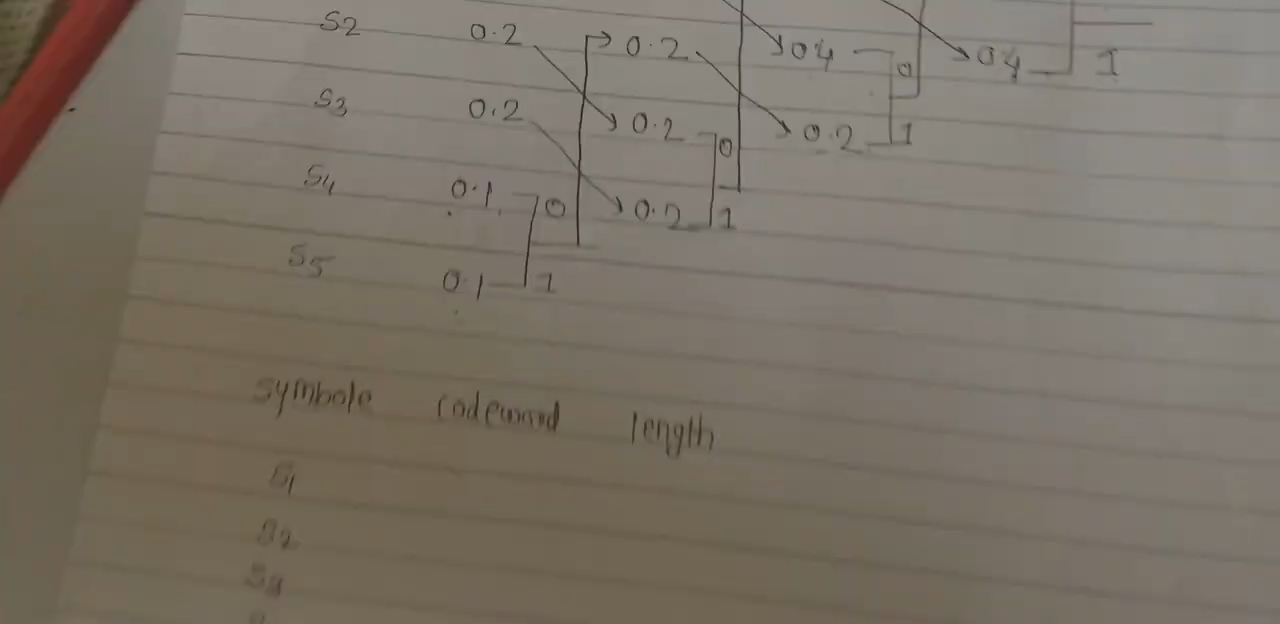 S2 0.2 0.2 0.4 0 0.4 1
S3 0.2 0.2 0 0.2 1
S4 0.1 0 0.2 1
S5 0.1 1
symbole codeword length
S1
S2